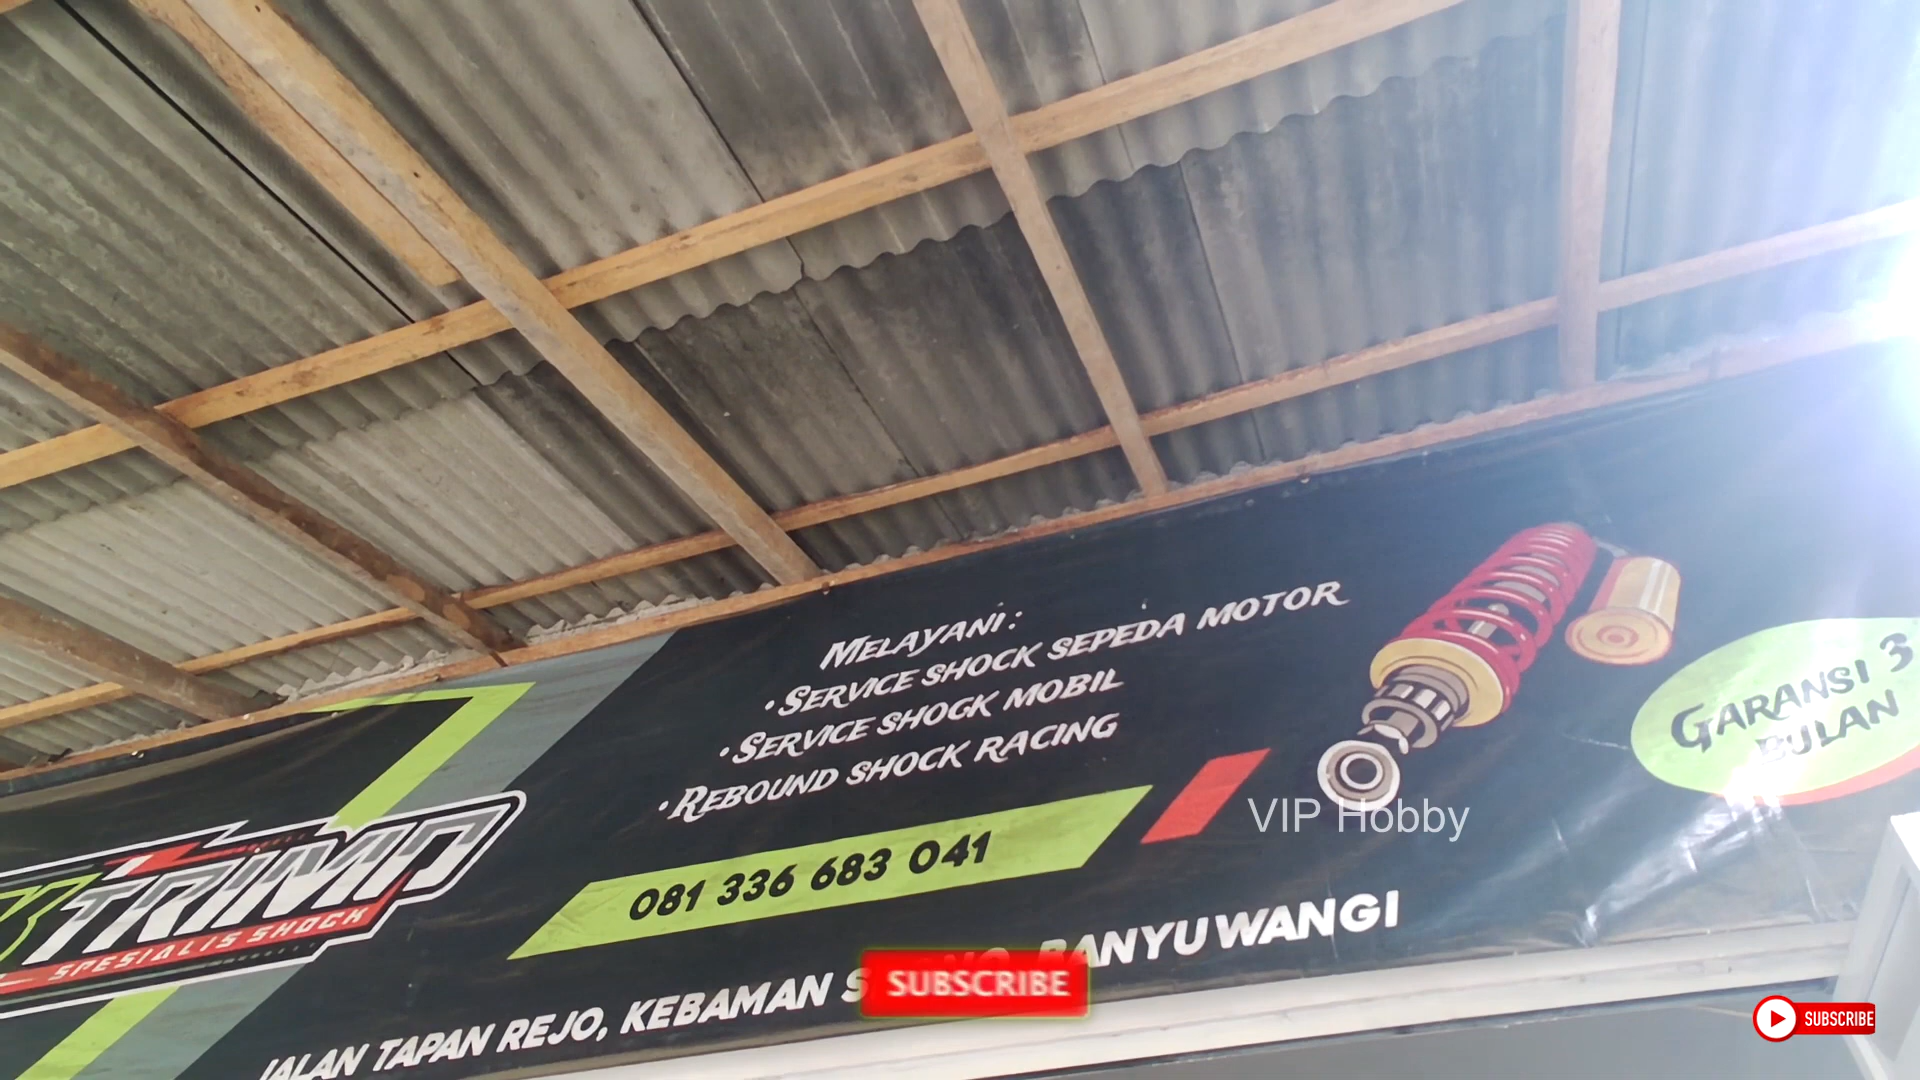 MELAYANI :
• SERVICE SHOCK SEPEDA MOTOR
• SERVICE SHOCK MOBIL
• REBOUND SHOCK RACING
GARANSI 3
BULAN
TRIMO
SPESIALIS SHOCK
081 336 683 041
VIP Hobby
JALAN TAPAN REJO, KEBAMAN BANYUWANGI
SUBSCRIBE
SUBSCRIBE